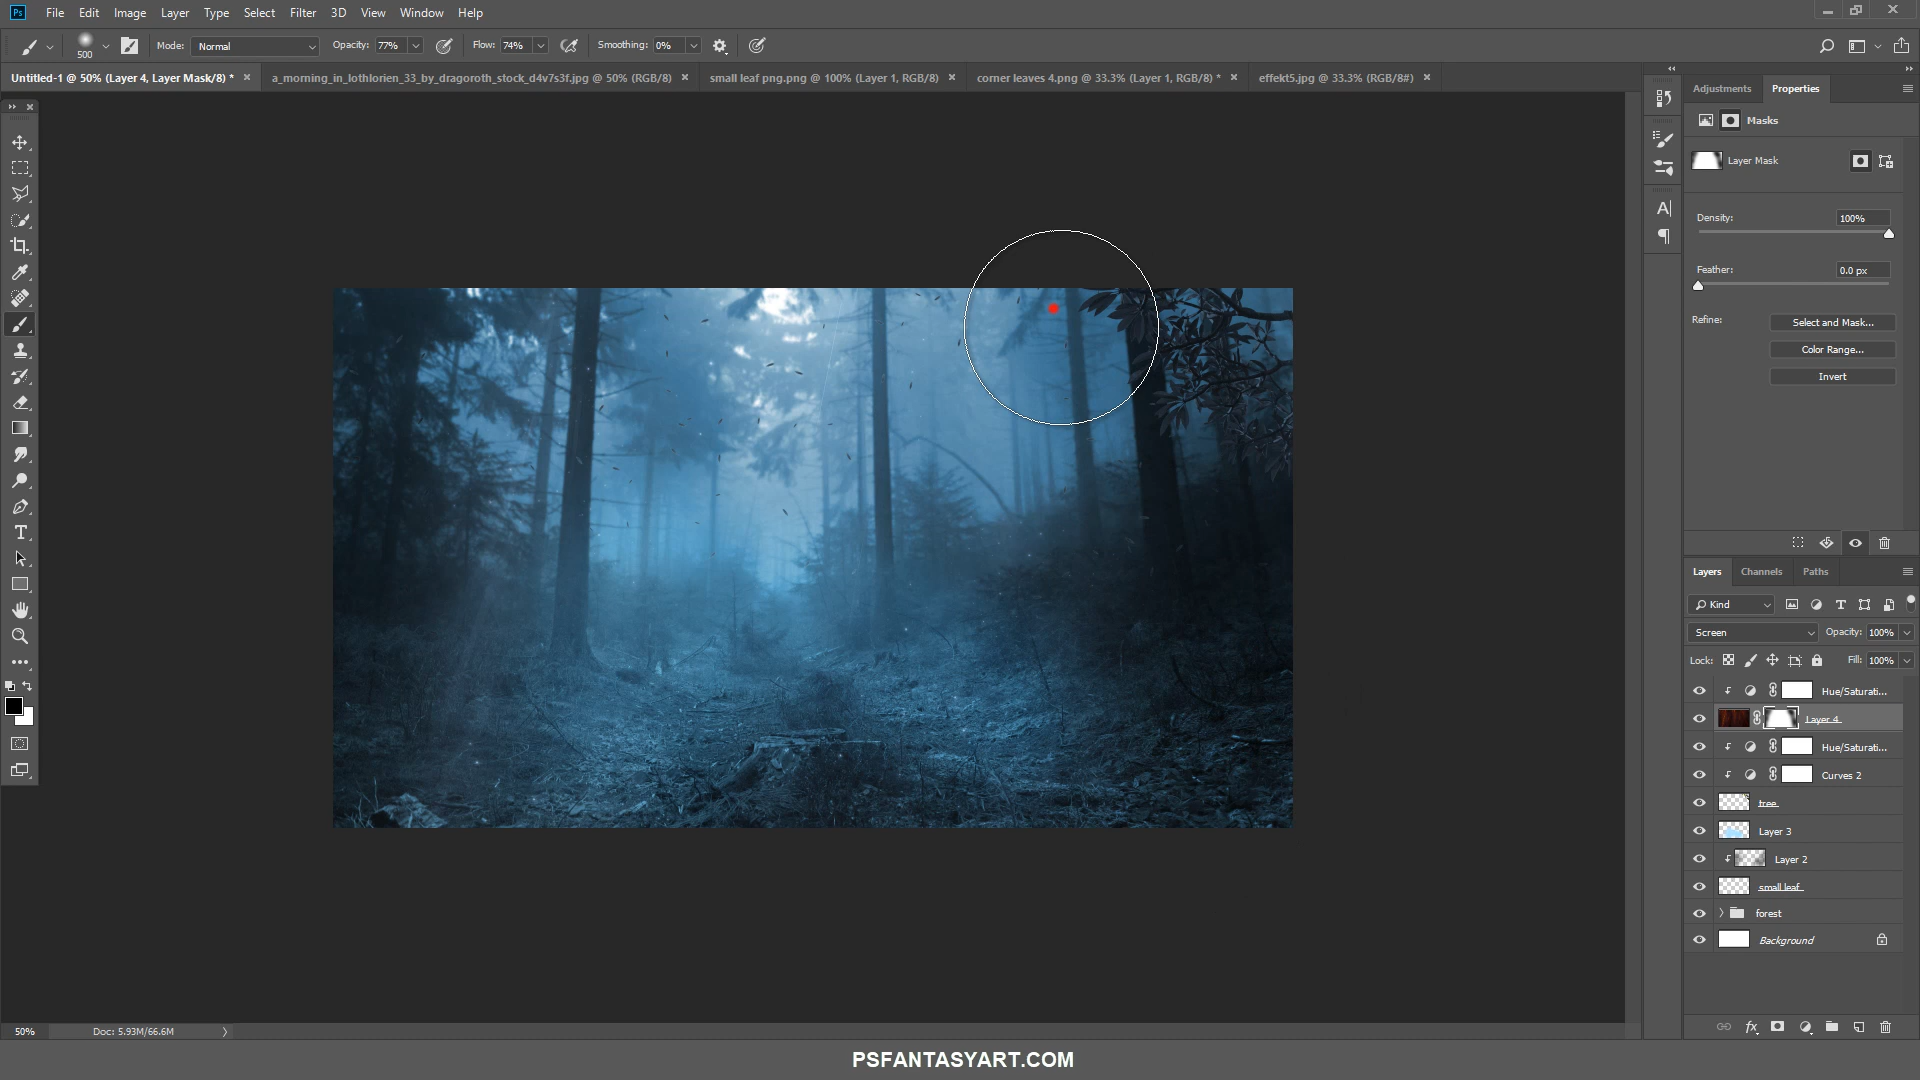 Ps File Edit Image Layer Type Select Filter 3D View Window Help
500 Mode: Normal Opacity: 77% Flow: 74% Smoothing: 0%
Untitled-1 @ 50% (Layer 4, Layer Mask/8) * × a_morning_in_lothlorien_33_by_dragoroth_stock_d4v7s3f.jpg @ 50% (RGB/8) × small leaf png.png @ 100% (Layer 1, RGB/8) × corner leaves 4.png @ 33.3% (Layer 1, RGB/8) * × effekt5.jpg @ 33.3% (RGB/8#) ×
Adjustments Properties
Masks
Layer Mask
Density: 100%
Feather: 0.0 px
Refine: Select and Mask...
Color Range...
Invert
Layers Channels Paths
Kind
Screen Opacity: 100%
Lock: Fill: 100%
Hue/Saturati...
Layer 4
Hue/Saturati...
Curves 2
tree
Layer 3
Layer 2
small leaf
forest
Background
50% Doc: 5.93M/66.6M
PSFANTASYART.COM